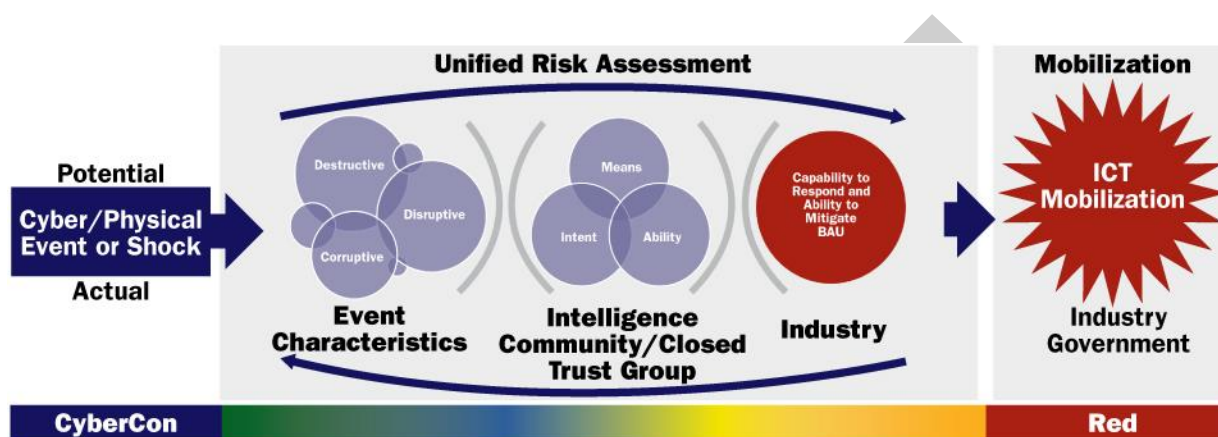 Unified Risk Assessment
Mobilization
Potential
Cyber/Physical
Event or Shock
Actual
Destructive
Disruptive
Corruptive
Event
Characteristics
Means
Intent
Ability
Intelligence
Community/Closed
Trust Group
Capability to
Respond and
Ability to
Mitigate
BAU
Industry
ICT
Mobilization
Industry
Government
CyberCon
Red